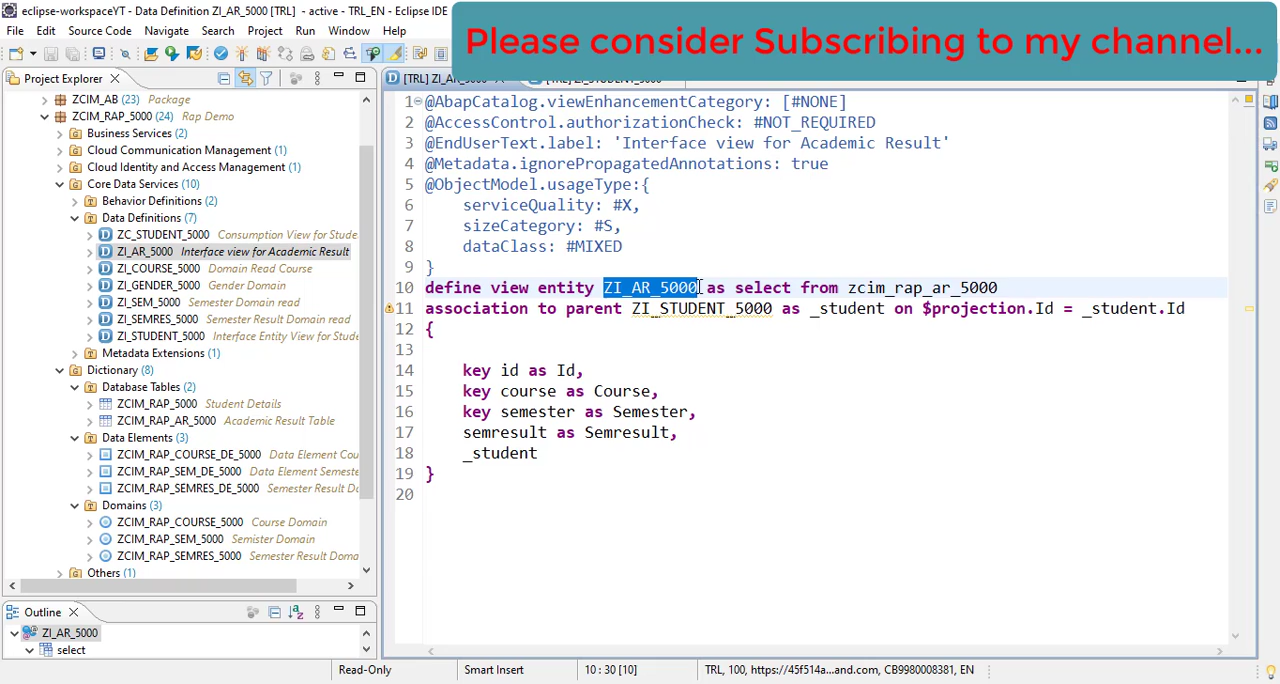 eclipse-workspaceYT - Data Definition ZI_AR_5000 [TRL] - active - TRL_EN - Eclipse IDE
Please consider Subscribing to my channel...
File Edit Source Code Navigate Search Project Run Window Help
Project Explorer
[TRL] ZI_AR_5000
[TRL] ZI_STUDENT_5000
ZCIM_AB (23) Package
ZCIM_RAP_5000 (24) Rap Demo
Business Services (2)
Cloud Communication Management (1)
Cloud Identity and Access Management (1)
Core Data Services (10)
Behavior Definitions (2)
Data Definitions (7)
ZC_STUDENT_5000 Consumption View for Stude
ZI_AR_5000 Interface view for Academic Result
ZI_COURSE_5000 Domain Read Course
ZI_GENDER_5000 Gender Domain
ZI_SEM_5000 Semester Domain read
ZI_SEMRES_5000 Semester Result Domain read
ZI_STUDENT_5000 Interface Entity View for Stude
Metadata Extensions (1)
Dictionary (8)
Database Tables (2)
ZCIM_RAP_5000 Student Details
ZCIM_RAP_AR_5000 Academic Result Table
Data Elements (3)
ZCIM_RAP_COURSE_DE_5000 Data Element Cou
ZCIM_RAP_SEM_DE_5000 Data Element Semeste
ZCIM_RAP_SEMRES_DE_5000 Semester Result Do
Domains (3)
ZCIM_RAP_COURSE_5000 Course Domain
ZCIM_RAP_SEM_5000 Semister Domain
ZCIM_RAP_SEMRES_5000 Semester Result Doma
Others (1)
Outline
ZI_AR_5000
select
1 @AbapCatalog.viewEnhancementCategory: [#NONE]
2 @AccessControl.authorizationCheck: #NOT_REQUIRED
3 @EndUserText.label: 'Interface view for Academic Result'
4 @Metadata.ignorePropagatedAnnotations: true
5 @ObjectModel.usageType:{
6 serviceQuality: #X,
7 sizeCategory: #S,
8 dataClass: #MIXED
9 }
10 define view entity ZI_AR_5000 as select from zcim_rap_ar_5000
11 association to parent ZI_STUDENT_5000 as _student on $projection.Id = _student.Id
12 {
13
14 key id as Id,
15 key course as Course,
16 key semester as Semester,
17 semresult as Semresult,
18 _student
19 }
20
Read-Only
Smart Insert
10 : 30 [10]
TRL, 100, https://45f514a...and.com, CB9980008381, EN